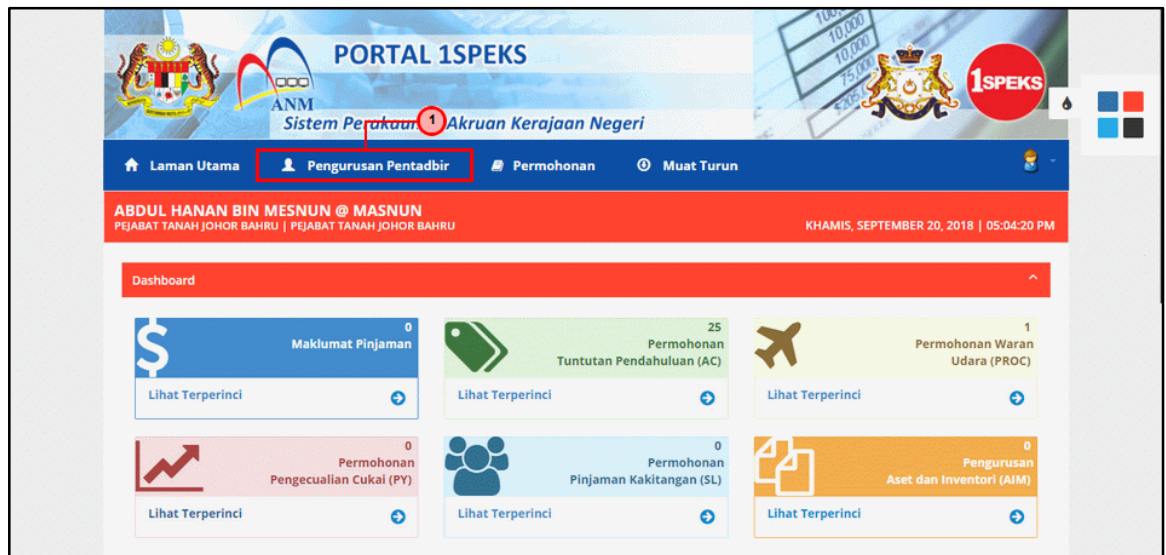 PORTAL 1SPEKS
ANM
Sistem Perakaunan Akruan Kerajaan Negeri
1SPEKS
1
Laman Utama
Pengurusan Pentadbir
Permohonan
Muat Turun
ABDUL HANAN BIN MESNUN @ MASNUN
PEJABAT TANAH JOHOR BAHRU | PEJABAT TANAH JOHOR BAHRU
KHAMIS, SEPTEMBER 20, 2018 | 05:04:20 PM
Dashboard
0
Maklumat Pinjaman
Lihat Terperinci
25
Permohonan
Tuntutan Pendahuluan (AC)
Lihat Terperinci
1
Permohonan Waran
Udara (PROC)
Lihat Terperinci
0
Permohonan
Pengecualian Cukai (PY)
Lihat Terperinci
0
Permohonan
Pinjaman Kakitangan (SL)
Lihat Terperinci
0
Pengurusan
Aset dan Inventori (AIM)
Lihat Terperinci